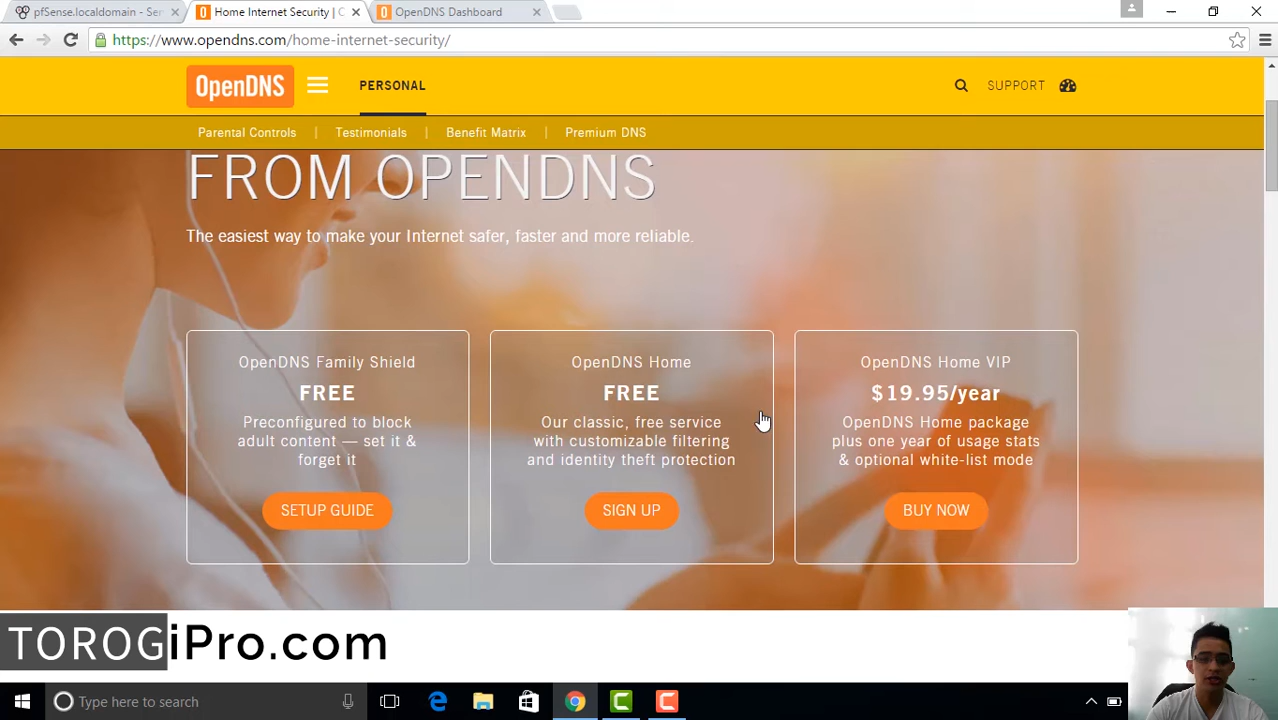 pfSense.localdomain - Ser
Home Internet Security | C
OpenDNS Dashboard
https://www.opendns.com/home-internet-security/
OpenDNS
PERSONAL
SUPPORT
Parental Controls | Testimonials | Benefit Matrix | Premium DNS
FROM OPENDNS
The easiest way to make your Internet safer, faster and more reliable.
OpenDNS Family Shield
FREE
Preconfigured to block
adult content — set it &
forget it
SETUP GUIDE
OpenDNS Home
FREE
Our classic, free service
with customizable filtering
and identity theft protection
SIGN UP
OpenDNS Home VIP
$19.95/year
OpenDNS Home package
plus one year of usage stats
& optional white-list mode
BUY NOW
TOROGiPro.com
Type here to search